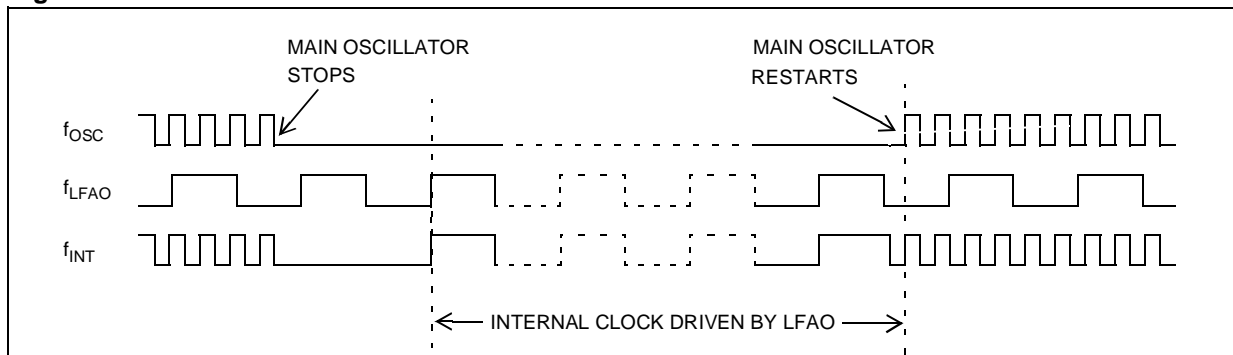 MAIN OSCILLATOR
STOPS
MAIN OSCILLATOR
RESTARTS
fOSC
fLFAO
fINT
INTERNAL CLOCK DRIVEN BY LFAO